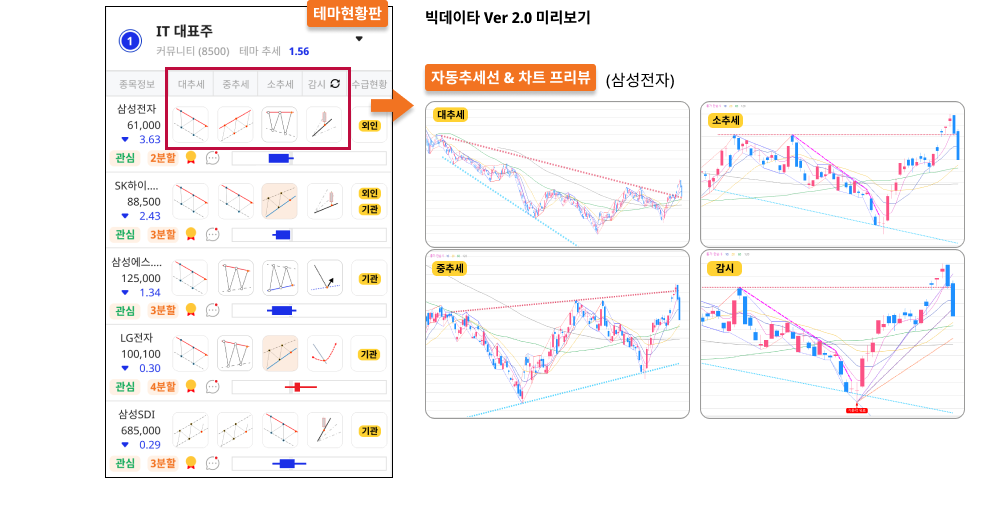 테마현황판
빅데이타 Ver 2.0 미리보기
1
IT 대표주
커뮤니티 (8500) 테마 추세 1.56
종목정보 대추세 중추세 소추세 감시 수급현황
자동추세선 & 차트 프리뷰 (삼성전자)
삼성전자
61,000
3.63
외인
관심 2분할
SK하이....
88,500
2.43
외인
기관
관심 3분할
삼성에스....
125,000
1.34
기관
관심 3분할
LG전자
100,100
0.30
기관
관심 4분할
삼성SDI
685,000
0.29
기관
관심 3분할
대추세
소추세
중추세
감시